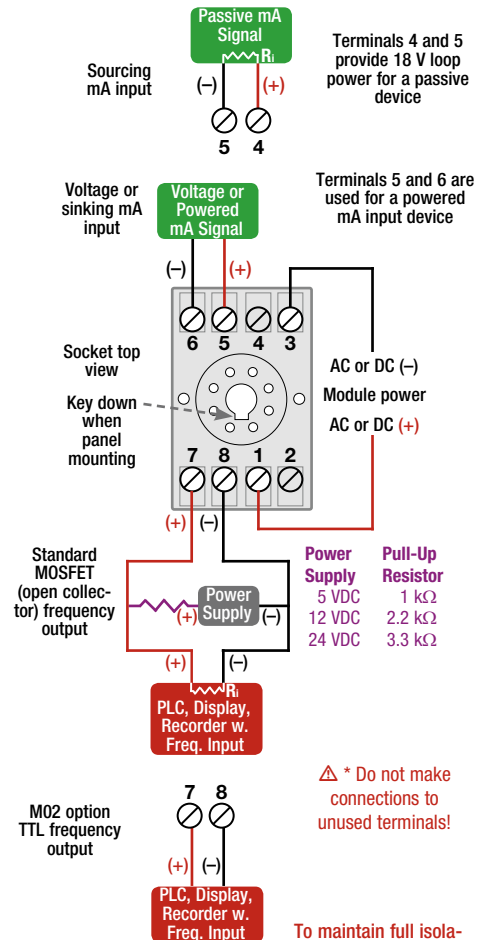 Passive mA
Signal
Ri
Sourcing
mA input
(–)
(+)
5
4
Terminals 4 and 5
provide 18 V loop
power for a passive
device
Voltage or
sinking mA
input
Voltage or
Powered
mA Signal
Terminals 5 and 6 are
used for a powered
mA input device
(–)
(+)
6
5
4
3
Socket top
view
Key down
when
panel
mounting
AC or DC (–)
Module power
AC or DC (+)
7
8
1
2
(+)
(–)
Standard
MOSFET
(open collec-
tor) frequency
output
Power
Supply
(+)
(–)
(+)
(–)
Ri
PLC, Display,
Recorder w.
Freq. Input
Power Pull-Up
Supply Resistor
5 VDC 1 kΩ
12 VDC 2.2 kΩ
24 VDC 3.3 kΩ
⚠ * Do not make
connections to
unused terminals!
M02 option
TTL frequency
output
7
8
(+)
(–)
PLC, Display,
Recorder w.
Freq. Input
To maintain full isola-